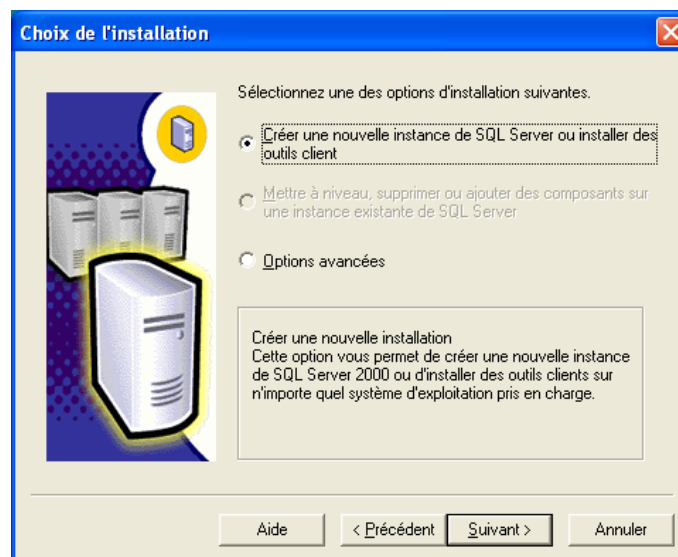 Choix de l'installation
Sélectionnez une des options d'installation suivantes.
Créer une nouvelle instance de SQL Server ou installer des
outils client
Mettre à niveau, supprimer ou ajouter des composants sur
une instance existante de SQL Server
Options avancées
Créer une nouvelle installation
Cette option vous permet de créer une nouvelle instance
de SQL Server 2000 ou d'installer des outils clients sur
n'importe quel système d'exploitation pris en charge.
Aide
< Précédent
Suivant >
Annuler